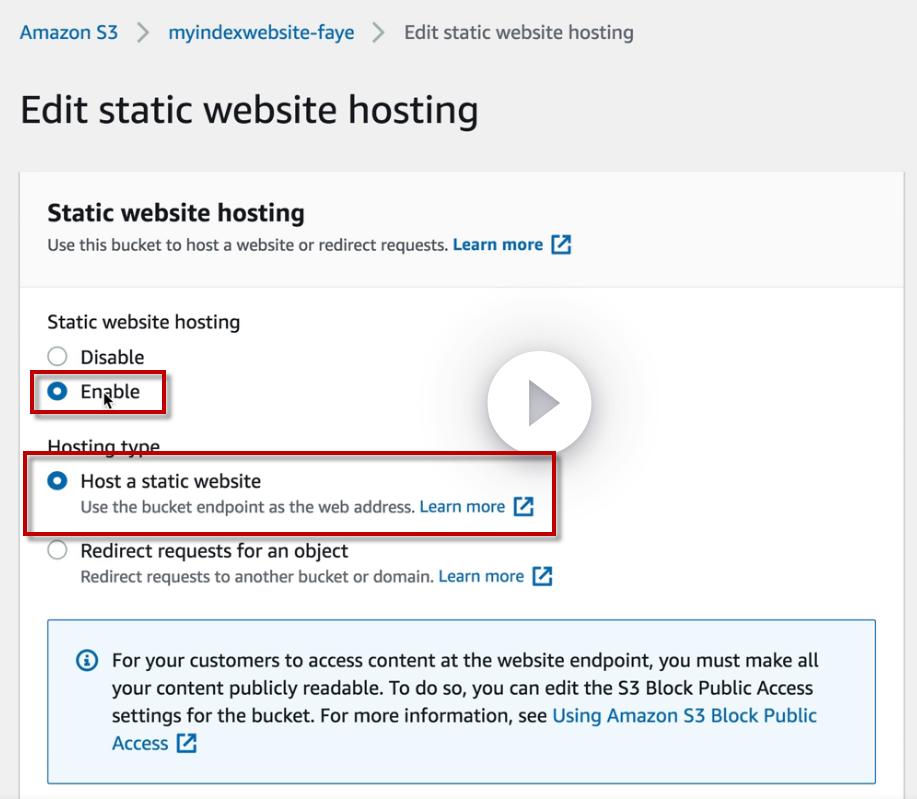 Amazon S3 > myindexwebsite-faye > Edit static website hosting
Edit static website hosting
Static website hosting
Use this bucket to host a website or redirect requests. Learn more
Static website hosting
Disable
Enable
Hosting type
Host a static website
Use the bucket endpoint as the web address. Learn more
Redirect requests for an object
Redirect requests to another bucket or domain. Learn more
For your customers to access content at the website endpoint, you must make all
your content publicly readable. To do so, you can edit the S3 Block Public Access
settings for the bucket. For more information, see Using Amazon S3 Block Public
Access